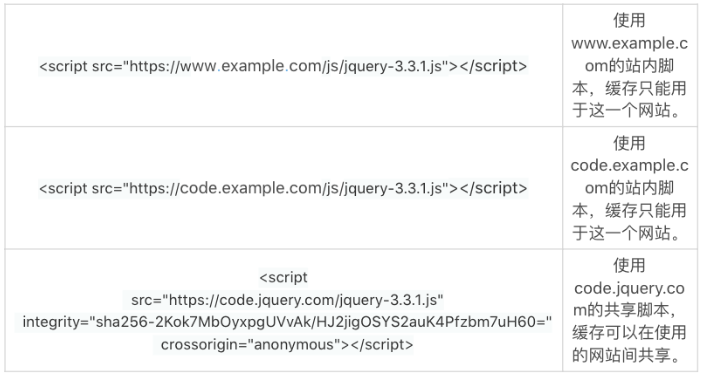 <script src="https://www.example.com/js/jquery-3.3.1.js"></script>
使用
www.example.c
om的站内脚
本，缓存只能用
于这一个网站。
<script src="https://code.example.com/js/jquery-3.3.1.js"></script>
使用
code.example.c
om的站内脚
本，缓存只能用
于这一个网站。
<script
src="https://code.jquery.com/jquery-3.3.1.js"
integrity="sha256-2Kok7MbOyxpgUVvAk/HJ2jigOSYS2auK4Pfzbm7uH60="
crossorigin="anonymous"></script>
使用
code.jquery.co
m的共享脚本，
缓存可以在使用
的网站间共享。